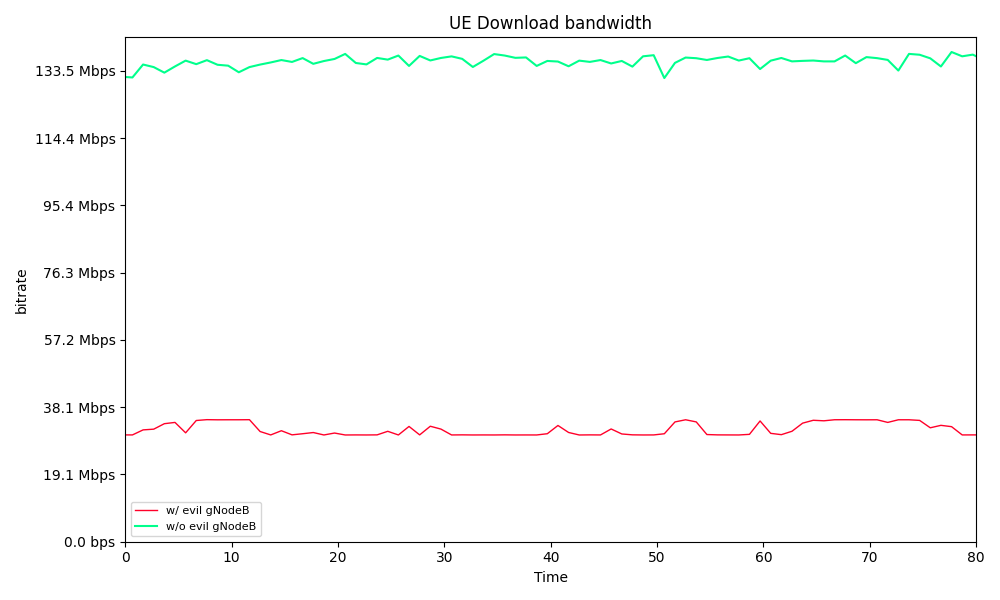 UE Download bandwidth
bitrate
133.5 Mbps
114.4 Mbps
95.4 Mbps
76.3 Mbps
57.2 Mbps
38.1 Mbps
19.1 Mbps
0.0 bps
w/ evil gNodeB
w/o evil gNodeB
0 10 20 30 40 50 60 70 80
Time